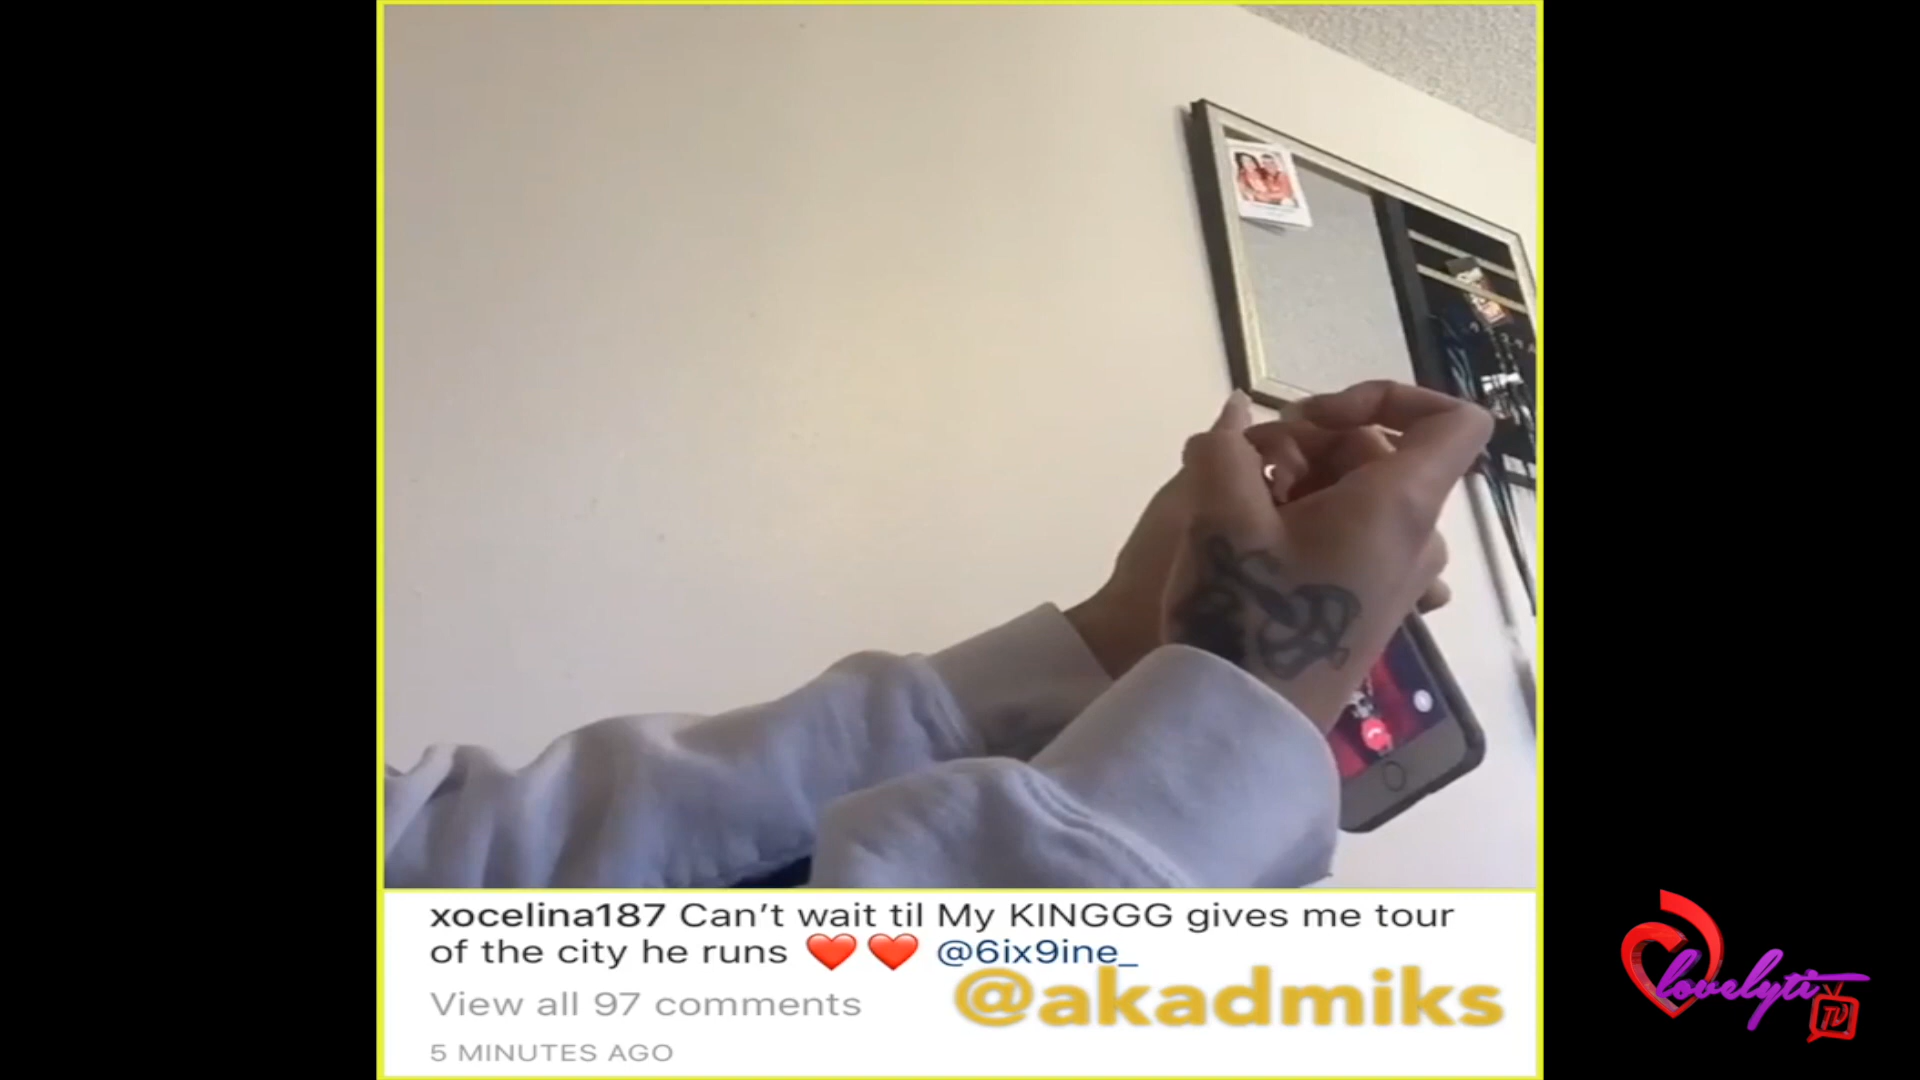 xocelina187 Can't wait til My KINGGG gives me tour
of the city he runs ❤️ ❤️ @6ix9ine_
View all 97 comments
@akadmiks
5 MINUTES AGO
lovelyti
TV